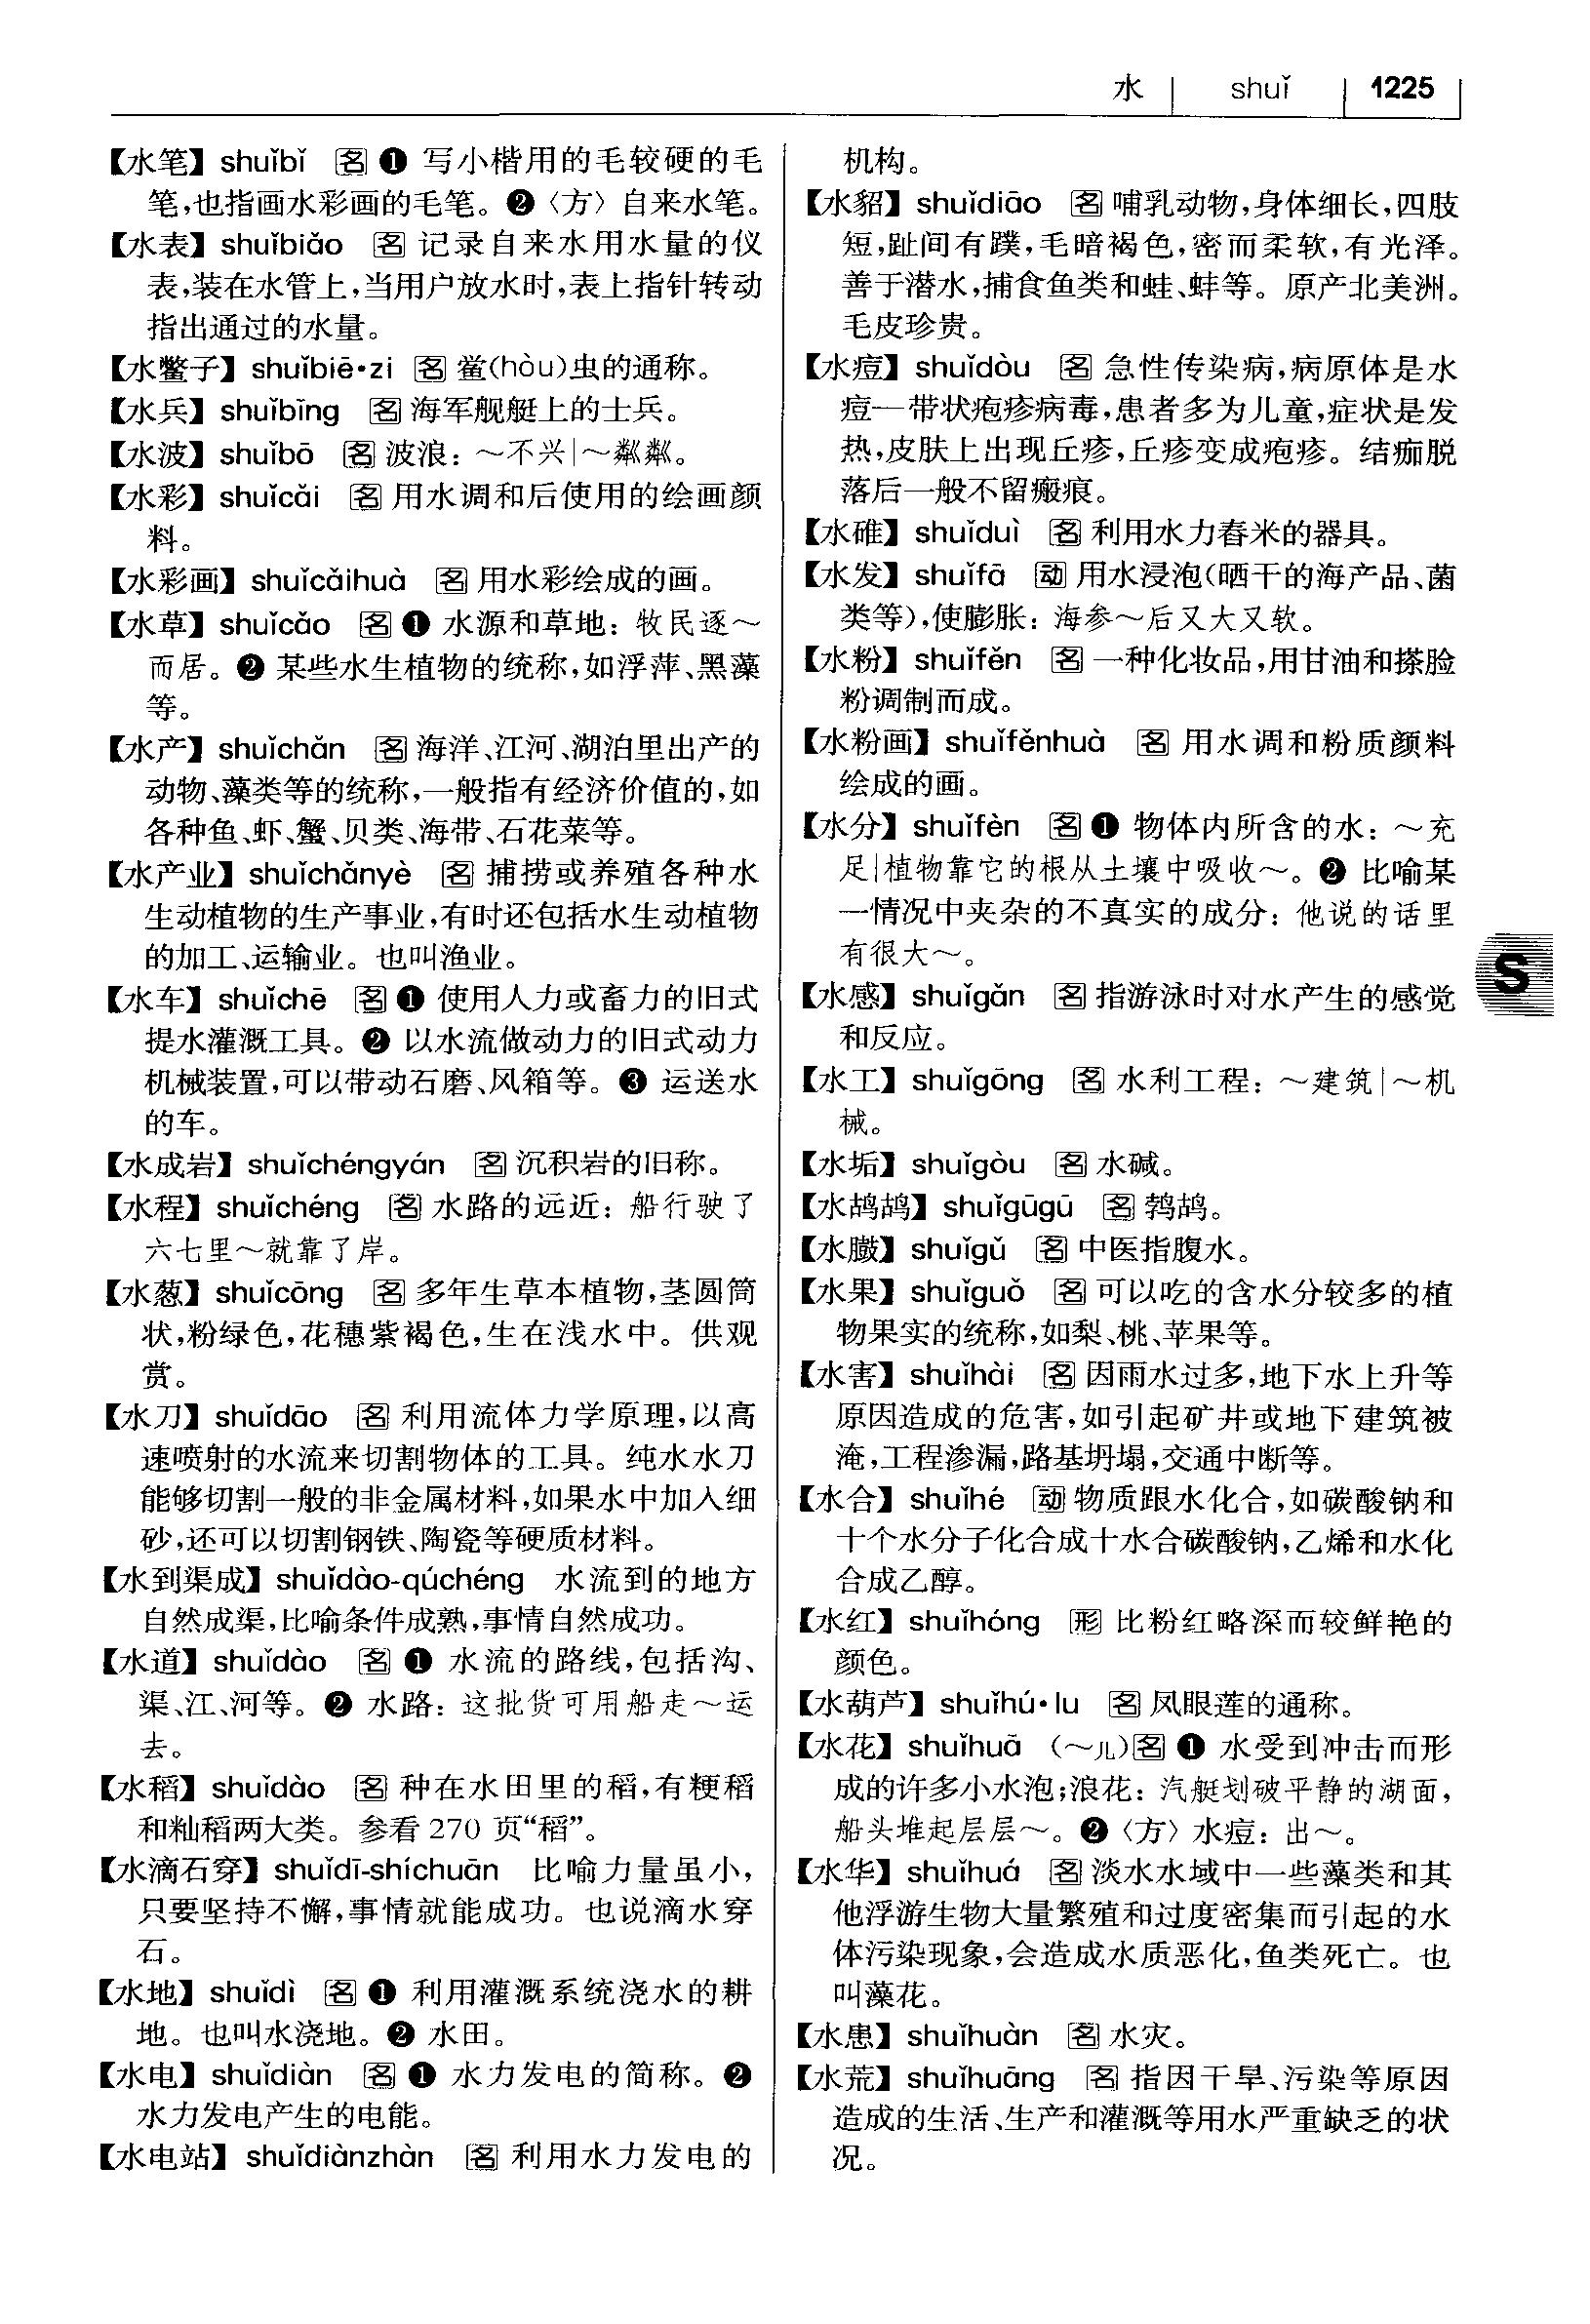 水 shuǐ 1225
【水笔】 shuǐbǐ 名 ❶ 写小楷用的毛较硬的毛
笔,也指画水彩画的毛笔。❷〈方〉自来水笔。
【水表】 shuǐbiǎo 名 记录自来水用水量的仪
表,装在水管上,当用户放水时,表上指针转动
指出通过的水量。
【水鳖子】 shuǐbiē·zi 名 鲎(hòu)虫的通称。
【水兵】 shuǐbīng 名 海军舰艇上的士兵。
【水波】 shuǐbō 名 波浪：～不兴|～粼粼。
【水彩】 shuǐcǎi 名 用水调和后使用的绘画颜
料。
【水彩画】 shuǐcǎihuà 名 用水彩绘成的画。
【水草】 shuǐcǎo 名 ❶ 水源和草地：牧民逐～
而居。❷ 某些水生植物的统称,如浮萍、黑藻
等。
【水产】 shuǐchǎn 名 海洋、江河、湖泊里出产的
动物、藻类等的统称,一般指有经济价值的,如
各种鱼、虾、蟹、贝类、海带、石花菜等。
【水产业】 shuǐchǎnyè 名 捕捞或养殖各种水
生动植物的生产事业,有时还包括水生动植物
的加工、运输业。也叫渔业。
【水车】 shuǐchē 名 ❶ 使用人力或畜力的旧式
提水灌溉工具。❷ 以水流做动力的旧式动力
机械装置,可以带动石磨、风箱等。❸ 运送水
的车。
【水成岩】 shuǐchéngyán 名 沉积岩的旧称。
【水程】 shuǐchéng 名 水路的远近：船行驶了
六七里～就靠了岸。
【水葱】 shuǐcōng 名 多年生草本植物,茎圆筒
状,粉绿色,花穗紫褐色,生在浅水中。供观
赏。
【水刀】 shuǐdāo 名 利用流体力学原理,以高
速喷射的水流来切割物体的工具。纯水水刀
能够切割一般的非金属材料,如果水中加入细
砂,还可以切割钢铁、陶瓷等硬质材料。
【水到渠成】 shuǐdào-qúchéng 水流到的地方
自然成渠,比喻条件成熟,事情自然成功。
【水道】 shuǐdào 名 ❶ 水流的路线,包括沟、
渠、江、河等。❷ 水路：这批货可用船走～运
去。
【水稻】 shuǐdào 名 种在水田里的稻,有粳稻
和籼稻两大类。参看 270 页“稻”。
【水滴石穿】 shuǐdī-shíchuān 比喻力量虽小,
只要坚持不懈,事情就能成功。也说滴水穿
石。
【水地】 shuǐdì 名 ❶ 利用灌溉系统浇水的耕
地。也叫水浇地。❷ 水田。
【水电】 shuǐdiàn 名 ❶ 水力发电的简称。❷
水力发电产生的电能。
【水电站】 shuǐdiànzhàn 名 利用水力发电的
机构。
【水貂】 shuǐdiāo 名 哺乳动物,身体细长,四肢
短,趾间有蹼,毛暗褐色,密而柔软,有光泽。
善于潜水,捕食鱼类和蛙、蚌等。原产北美洲。
毛皮珍贵。
【水痘】 shuǐdòu 名 急性传染病,病原体是水
痘—带状疱疹病毒,患者多为儿童,症状是发
热,皮肤上出现丘疹,丘疹变成疱疹。结痂脱
落后一般不留瘢痕。
【水碓】 shuǐduì 名 利用水力舂米的器具。
【水发】 shuǐfā 动 用水浸泡(晒干的海产品、菌
类等),使膨胀：海参～后又大又软。
【水粉】 shuǐfěn 名 一种化妆品,用甘油和搽脸
粉调制而成。
【水粉画】 shuǐfěnhuà 名 用水调和粉质颜料
绘成的画。
【水分】 shuǐfèn 名 ❶ 物体内所含的水：～充
足|植物靠它的根从土壤中吸收～。❷ 比喻某
一情况中夹杂的不真实的成分：他说的话里
有很大～。
【水感】 shuǐgǎn 名 指游泳时对水产生的感觉
和反应。
【水工】 shuǐgōng 名 水利工程：～建筑|～机
械。
【水垢】 shuǐgòu 名 水碱。
【水鸪鸪】 shuǐgūgū 名 鹁鸪。
【水臌】 shuǐgǔ 名 中医指腹水。
【水果】 shuǐguǒ 名 可以吃的含水分较多的植
物果实的统称,如梨、桃、苹果等。
【水害】 shuǐhài 名 因雨水过多,地下水上升等
原因造成的危害,如引起矿井或地下建筑被
淹,工程渗漏,路基坍塌,交通中断等。
【水合】 shuǐhé 动 物质跟水化合,如碳酸钠和
十个水分子化合成十水合碳酸钠,乙烯和水化
合成乙醇。
【水红】 shuǐhóng 形 比粉红略深而较鲜艳的
颜色。
【水葫芦】 shuǐhú·lu 名 凤眼莲的通称。
【水花】 shuǐhuā (～儿)名 ❶ 水受到冲击而形
成的许多小水泡;浪花：汽艇划破平静的湖面,
船头堆起层层～。❷〈方〉水痘：出～。
【水华】 shuǐhuá 名 淡水水域中一些藻类和其
他浮游生物大量繁殖和过度密集而引起的水
体污染现象,会造成水质恶化,鱼类死亡。也
叫藻花。
【水患】 shuǐhuàn 名 水灾。
【水荒】 shuǐhuāng 名 指因干旱、污染等原因
造成的生活、生产和灌溉等用水严重缺乏的状
况。
S